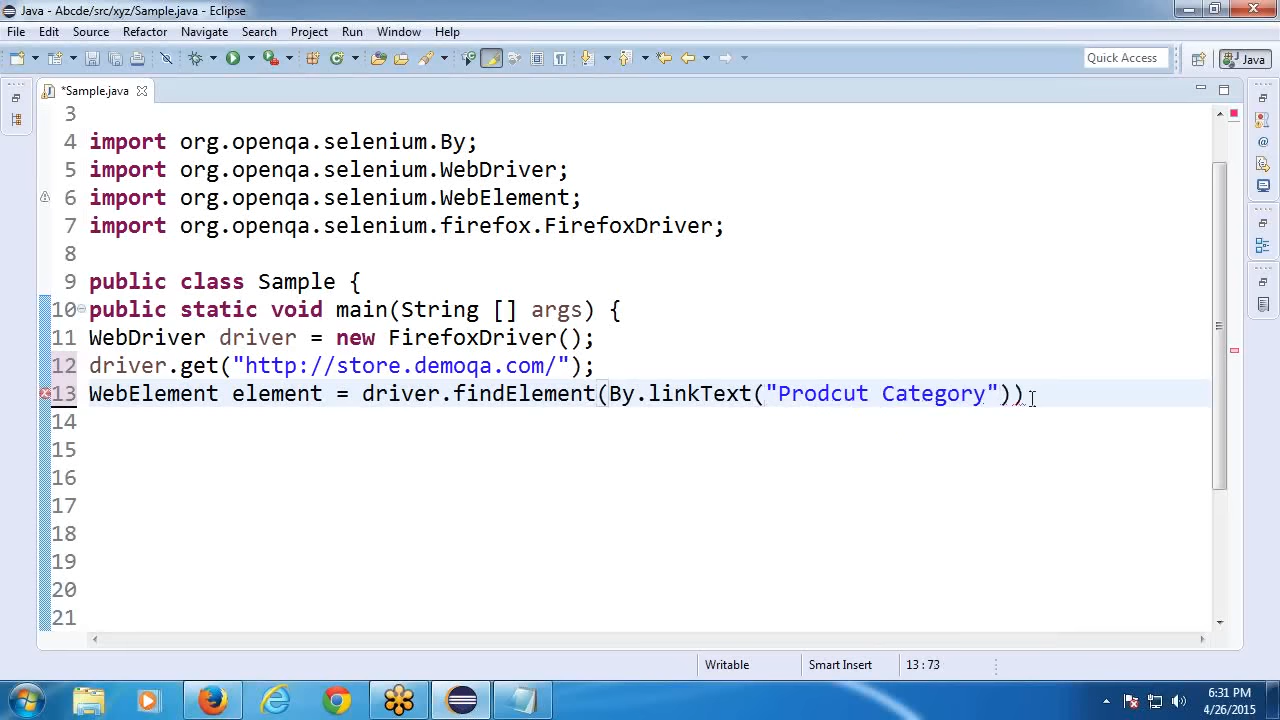 Java - Abcde/src/xyz/Sample.java - Eclipse
File Edit Source Refactor Navigate Search Project Run Window Help
Quick Access Java
*Sample.java
3
4 import org.openqa.selenium.By;
5 import org.openqa.selenium.WebDriver;
6 import org.openqa.selenium.WebElement;
7 import org.openqa.selenium.firefox.FirefoxDriver;
8
9 public class Sample {
10 public static void main(String [] args) {
11 WebDriver driver = new FirefoxDriver();
12 driver.get("http://store.demoqa.com/");
13 WebElement element = driver.findElement(By.linkText("Prodcut Category"))
14
15
16
17
18
19
20
21
Writable Smart Insert 13 : 73
6:31 PM
4/26/2015